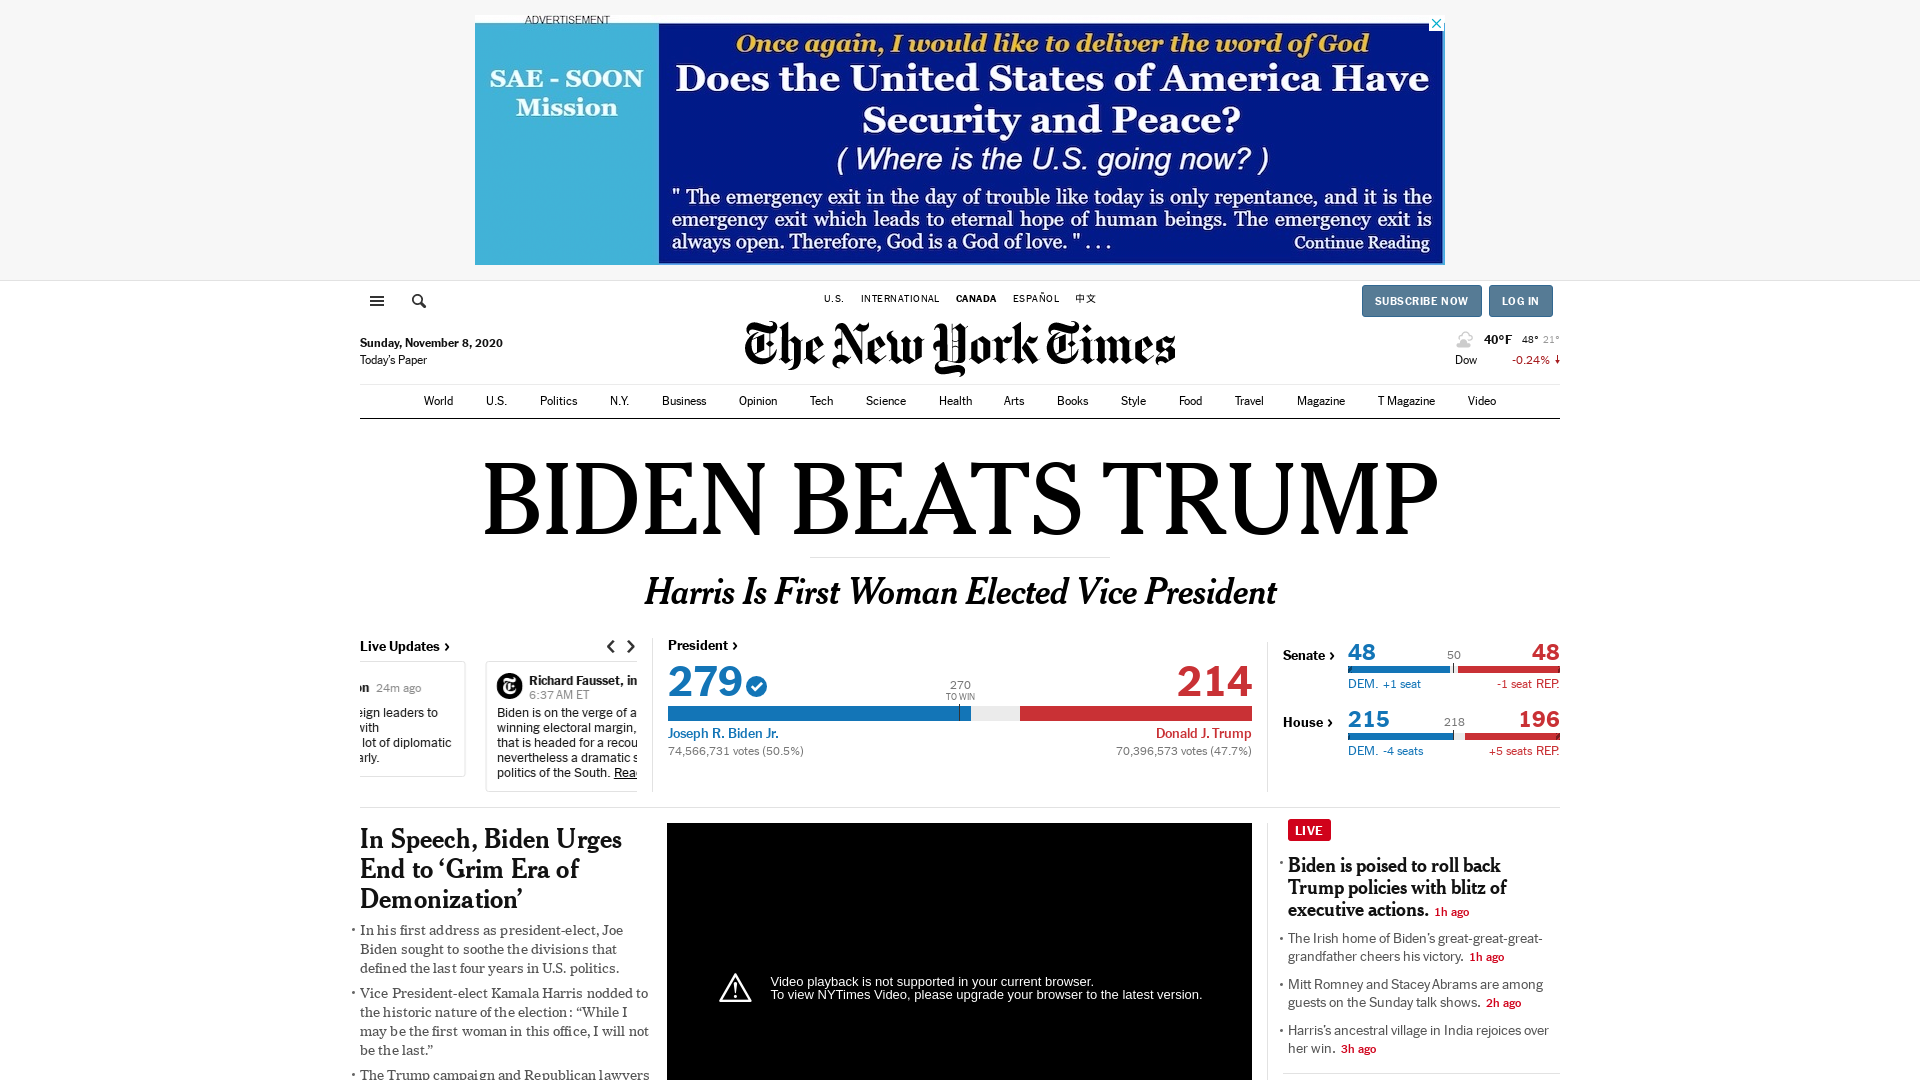 ADVERTISEMENT
SAE - SOON
Mission
Once again, I would like to deliver the word of God
Does the United States of America Have
Security and Peace?
( Where is the U.S. going now? )
" The emergency exit in the day of trouble like today is only repentance, and it is the
emergency exit which leads to eternal hope of human beings. The emergency exit is
always open. Therefore, God is a God of love. " . . .
Continue Reading
U.S. INTERNATIONAL CANADA ESPAÑOL 中文
SUBSCRIBE NOW LOG IN
Sunday, November 8, 2020
Today's Paper
The New York Times
40°F 48° 21°
Dow -0.24%
World U.S. Politics N.Y. Business Opinion Tech Science Health Arts Books Style Food Travel Magazine T Magazine Video
BIDEN BEATS TRUMP
Harris Is First Woman Elected Vice President
Live Updates ›
on 24m ago
eign leaders to
with
lot of diplomatic
arly.
Richard Fausset, in
6:37 AM ET
Biden is on the verge of a
winning electoral margin,
that is headed for a recou
nevertheless a dramatic s
politics of the South. Rea
President ›
279
214
270
TO WIN
Joseph R. Biden Jr.
Donald J. Trump
74,566,731 votes (50.5%)
70,396,573 votes (47.7%)
Senate ›
48 50 48
DEM. +1 seat -1 seat REP.
House ›
215 218 196
DEM. -4 seats +5 seats REP.
In Speech, Biden Urges
End to ‘Grim Era of
Demonization’
• In his first address as president-elect, Joe
Biden sought to soothe the divisions that
defined the last four years in U.S. politics.
• Vice President-elect Kamala Harris nodded to
the historic nature of the election: “While I
may be the first woman in this office, I will not
be the last.”
• The Trump campaign and Republican lawyers
Video playback is not supported in your current browser.
To view NYTimes Video, please upgrade your browser to the latest version.
LIVE
• Biden is poised to roll back
Trump policies with blitz of
executive actions. 1h ago
• The Irish home of Biden’s great-great-great-
grandfather cheers his victory. 1h ago
• Mitt Romney and Stacey Abrams are among
guests on the Sunday talk shows. 2h ago
• Harris’s ancestral village in India rejoices over
her win. 3h ago